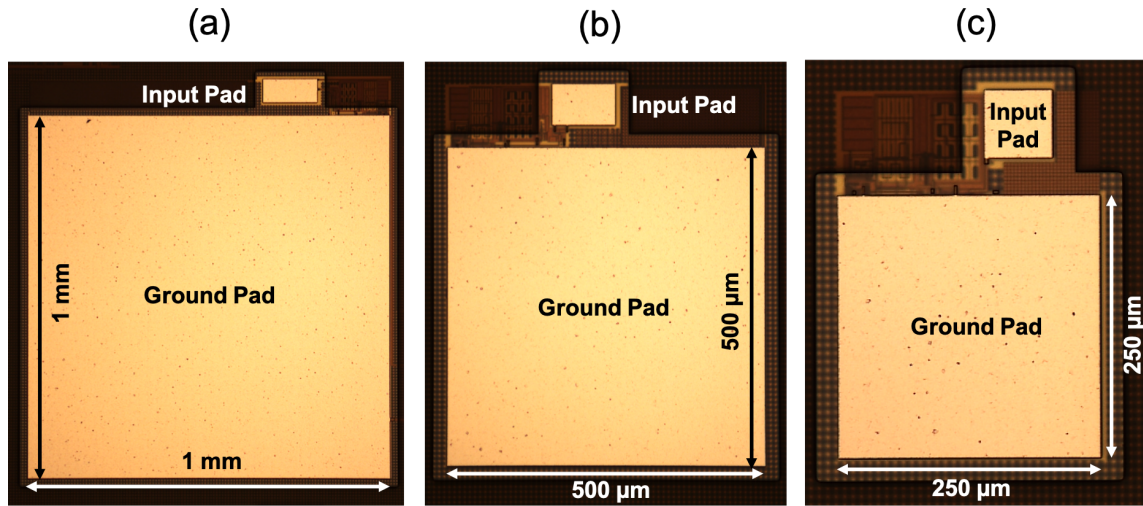 (a)
Input Pad
1 mm
Ground Pad
1 mm
(b)
Input Pad
Ground Pad
500 µm
500 µm
(c)
Input
Pad
Ground Pad
250 µm
250 µm